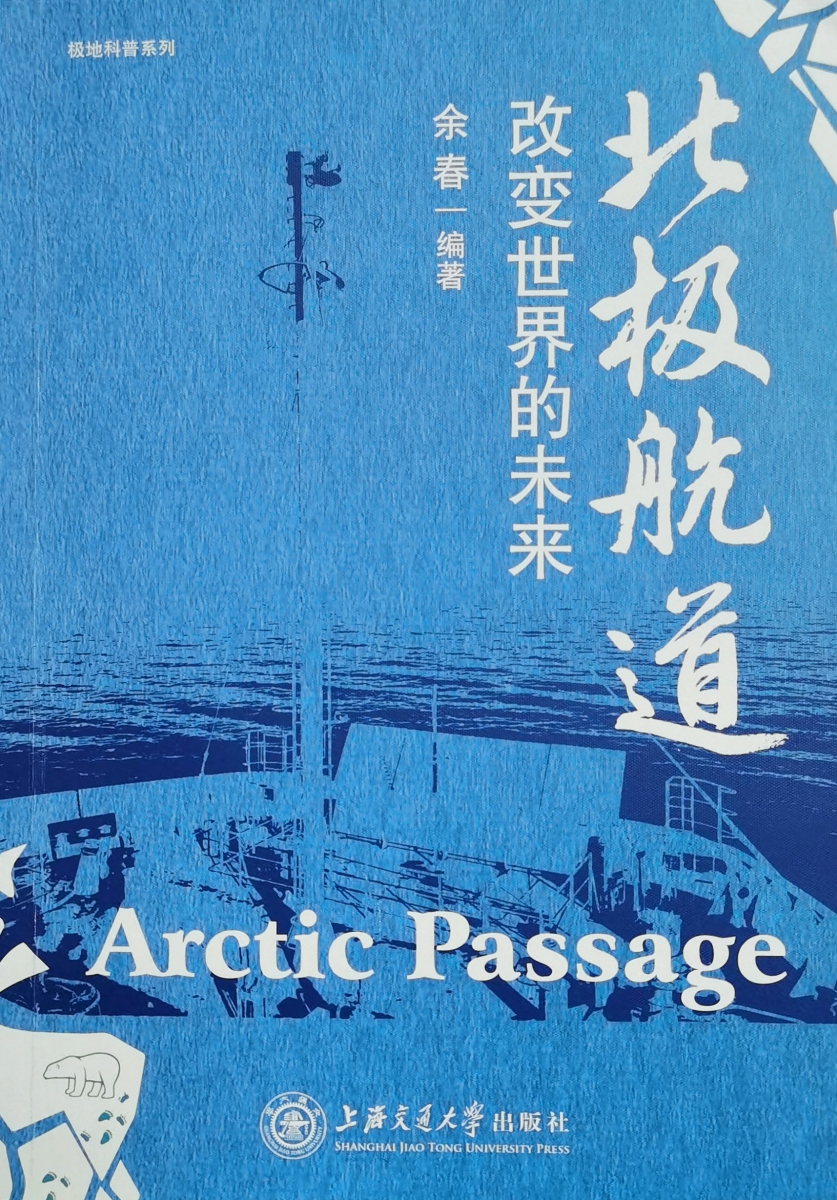 极地科普系列
北极航道
改变世界的未来
余春一编著
Arctic Passage
上海交通大学出版社
SHANGHAI JIAO TONG UNIVERSITY PRESS